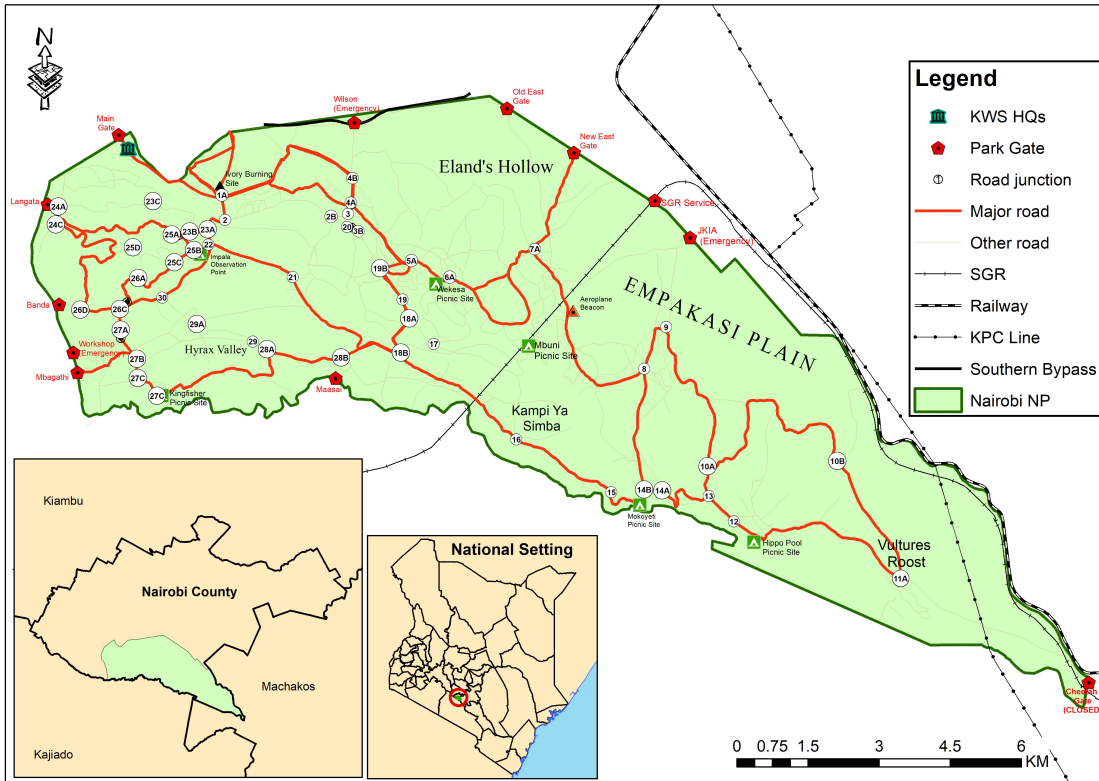 N
Main
Gate
Wilson
(Emergency)
Old East
Gate
New East
Gate
Eland's Hollow
Ivory Burning
Site
1A
4B
4A
3
2B
20
3B
2
Langata
24A
24C
23C
25A
23B
23A
22
25B
25D
25C
Impala
Observation
Point
26A
21
30
Banda
26D
26C
27A
29A
29
28A
Hyrax Valley
Workshop
(Emergency)
Mbagathi
27B
27C
27C
Kingfisher
Picnic Site
Maasai
28B
18B
18A
19
19B
5A
6A
17
Wekesa
Picnic Site
7A
SGR Service
JKIA
(Emergency)
EMPAKASI PLAIN
Aeroplane
Beacon
Mbuni
Picnic Site
9
8
Kampi Ya
Simba
16
15
14B
14A
Mokoyeti
Picnic Site
10A
13
12
10B
Hippo Pool
Picnic Site
Vultures
Roost
11A
Cheetah
Gate
(CLOSED)
Legend
KWS HQs
Park Gate
Road junction
Major road
Other road
SGR
Railway
KPC Line
Southern Bypass
Nairobi NP
Kiambu
Nairobi County
Machakos
Kajiado
National Setting
0 0.75 1.5 3 4.5 6
KM